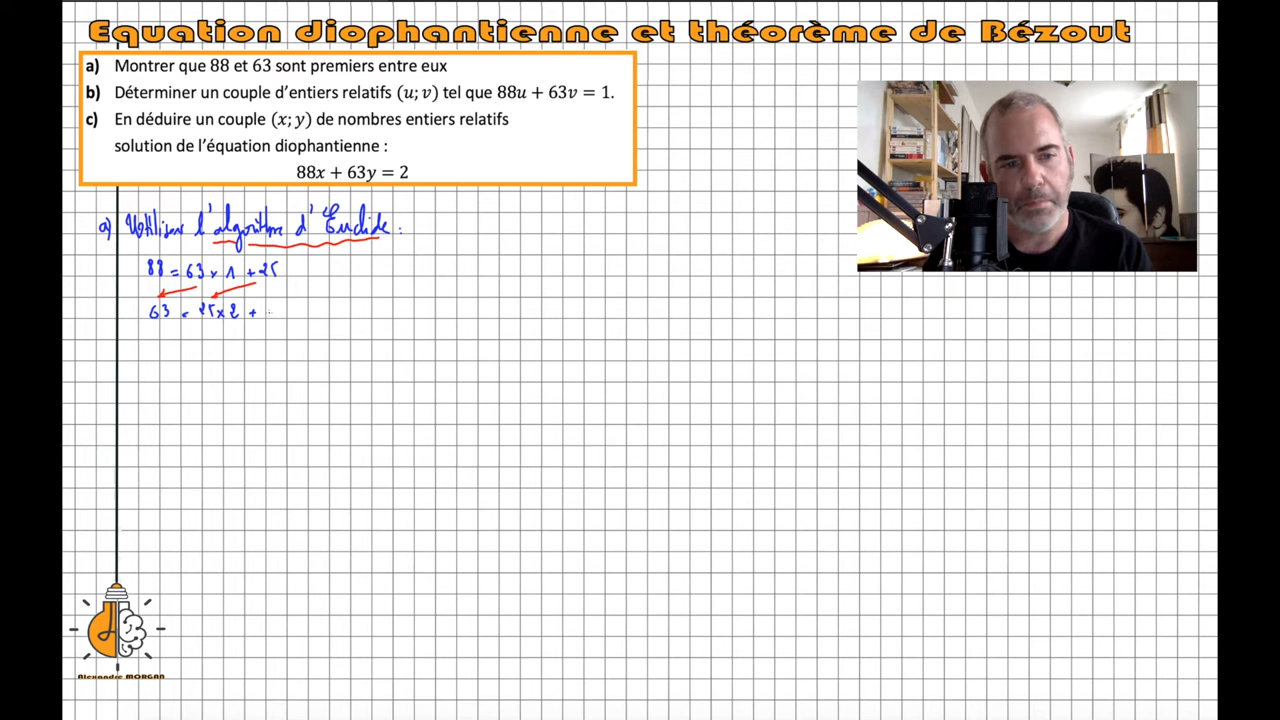 Equation diophantienne et théorème de Bézout
a) Montrer que 88 et 63 sont premiers entre eux
b) Déterminer un couple d'entiers relatifs (u; v) tel que 88u + 63v = 1.
c) En déduire un couple (x; y) de nombres entiers relatifs
solution de l'équation diophantienne :
88x + 63y = 2
a) Utiliser l'algorithme d'Euclide :
88 = 63 × 1 + 25
63 = 25 × 2 +
Alexandre MORGAN